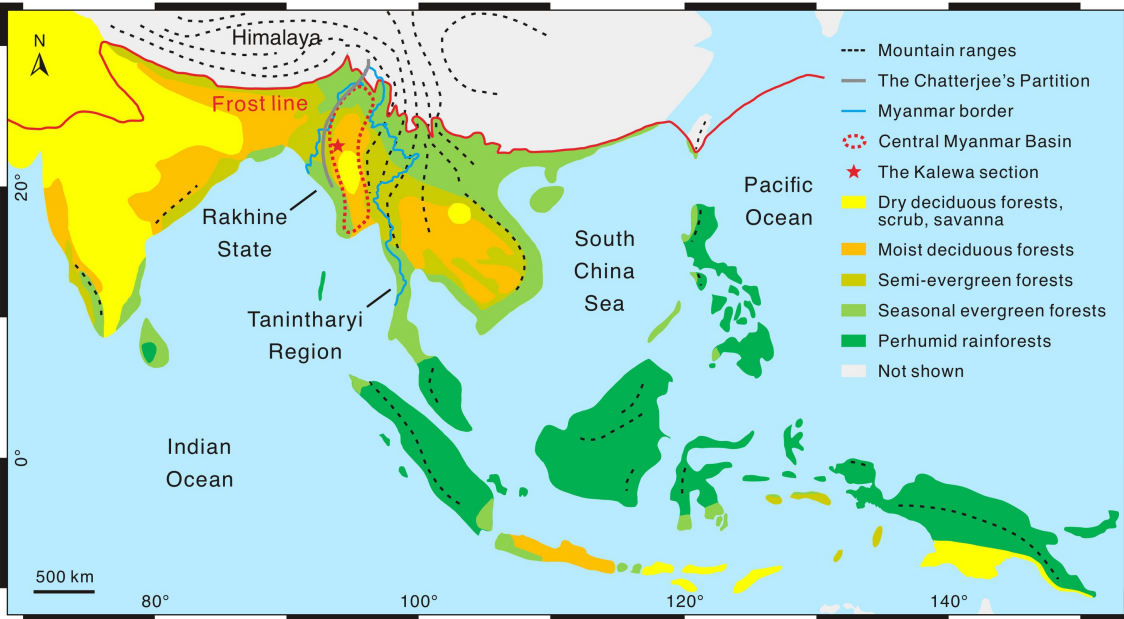 N
Himalaya
Frost line
Rakhine
State
Tanintharyi
Region
Indian
Ocean
South
China
Sea
Pacific
Ocean
Mountain ranges
The Chatterjee's Partition
Myanmar border
Central Myanmar Basin
The Kalewa section
Dry deciduous forests,
scrub, savanna
Moist deciduous forests
Semi-evergreen forests
Seasonal evergreen forests
Perhumid rainforests
Not shown
20°
0°
500 km
80°
100°
120°
140°